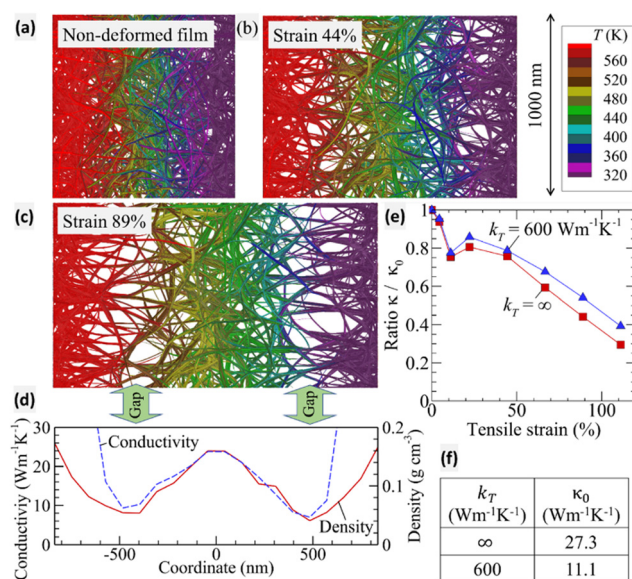 (a)
Non-deformed film
(b)
Strain 44%
1000 nm
T (K)
560
520
480
440
400
360
320
(c)
Strain 89%
(e)
Ratio κ / κ0
1
0.8
0.6
0.4
0.2
0
kT = 600 Wm-1K-1
kT = ∞
0 50 100
Tensile strain (%)
Gap
Gap
(d)
Conductiviy (Wm-1K-1)
30
20
10
0
Conductivity
Density
0.2
0.1
0
Density (g cm-3)
-500 0 500
Coordinate (nm)
(f)
kT κ0
(Wm-1K-1) (Wm-1K-1)
∞ 27.3
600 11.1